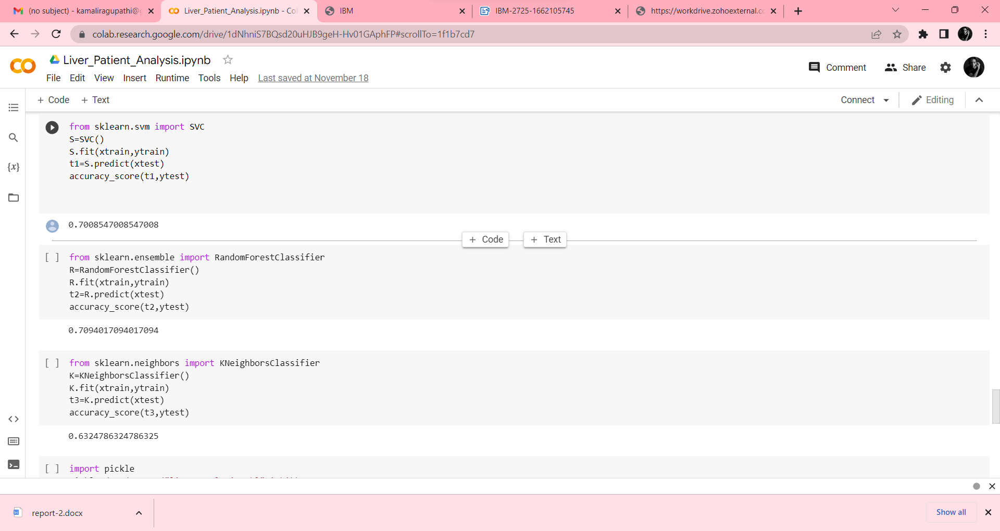 (no subject) - kamaliragupathi@g
Liver_Patient_Analysis.ipynb - Co
IBM
IBM-2725-1662105745
https://workdrive.zohoexternal.co
colab.research.google.com/drive/1dNhniS7BQsd20uHJB9geH-Hv01GAphFP#scrollTo=1f1b7cd7
Liver_Patient_Analysis.ipynb
Comment
Share
File Edit View Insert Runtime Tools Help Last saved at November 18
+ Code + Text
Connect
Editing
from sklearn.svm import SVC
S=SVC()
S.fit(xtrain,ytrain)
t1=S.predict(xtest)
accuracy_score(t1,ytest)
{x}
0.7008547008547008
+ Code + Text
[ ] from sklearn.ensemble import RandomForestClassifier
R=RandomForestClassifier()
R.fit(xtrain,ytrain)
t2=R.predict(xtest)
accuracy_score(t2,ytest)
0.7094017094017094
[ ] from sklearn.neighbors import KNeighborsClassifier
K=KNeighborsClassifier()
K.fit(xtrain,ytrain)
t3=K.predict(xtest)
accuracy_score(t3,ytest)
0.6324786324786325
[ ] import pickle
report-2.docx
Show all